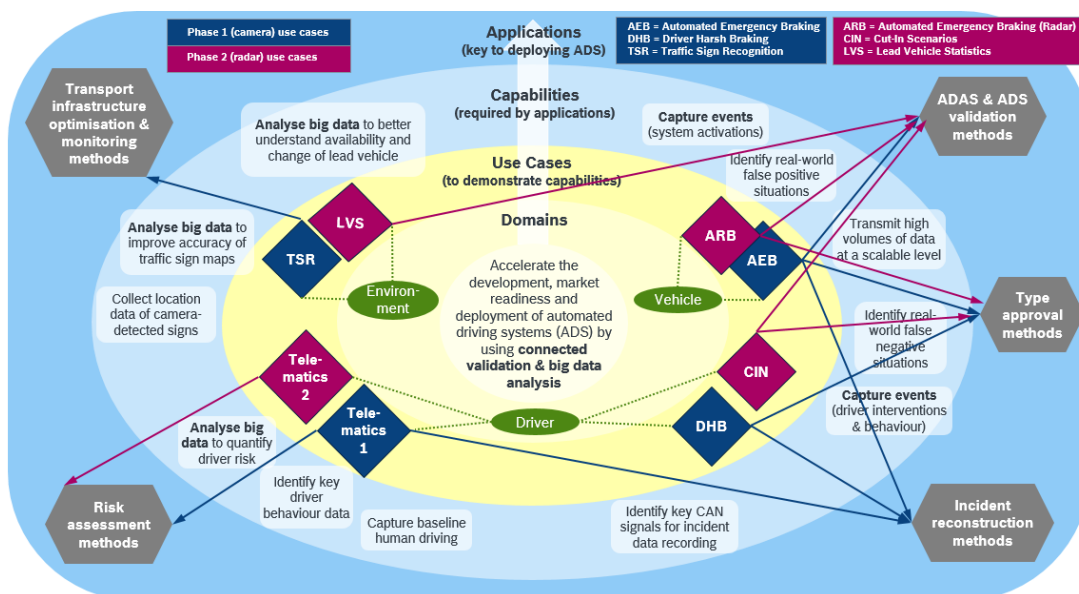 Phase 1 (camera) use cases
Phase 2 (radar) use cases
Applications
(key to deploying ADS)
AEB = Automated Emergency Braking
DHB = Driver Harsh Braking
TSR = Traffic Sign Recognition
ARB = Automated Emergency Braking (Radar)
CIN = Cut-In Scenarios
LVS = Lead Vehicle Statistics
Transport
infrastructure
optimisation &
monitoring methods
Capabilities
(required by applications)
ADAS & ADS
validation
methods
Analyse big data to better
understand availability and
change of lead vehicle
Capture events
(system activations)
Use Cases
(to demonstrate capabilities)
Identify real-world
false positive
situations
Analyse big data to
improve accuracy of
traffic sign maps
LVS
TSR
Domains
ARB
AEB
Transmit high
volumes of data
at a scalable level
Collect location
data of camera-
detected signs
Environ-
ment
Accelerate the
development, market
readiness and
deployment of automated
driving systems (ADS) by
using connected
validation & big data
analysis
Vehicle
Type
approval
methods
Identify real-
world false
negative
situations
Tele-
matics
2
Tele-
matics
1
Driver
CIN
DHB
Capture events
(driver interventions
& behaviour)
Analyse big
data to quantify
driver risk
Identify key
driver
behaviour data
Capture baseline
human driving
Identify key CAN
signals for incident
data recording
Risk
assessment
methods
Incident
reconstruction
methods